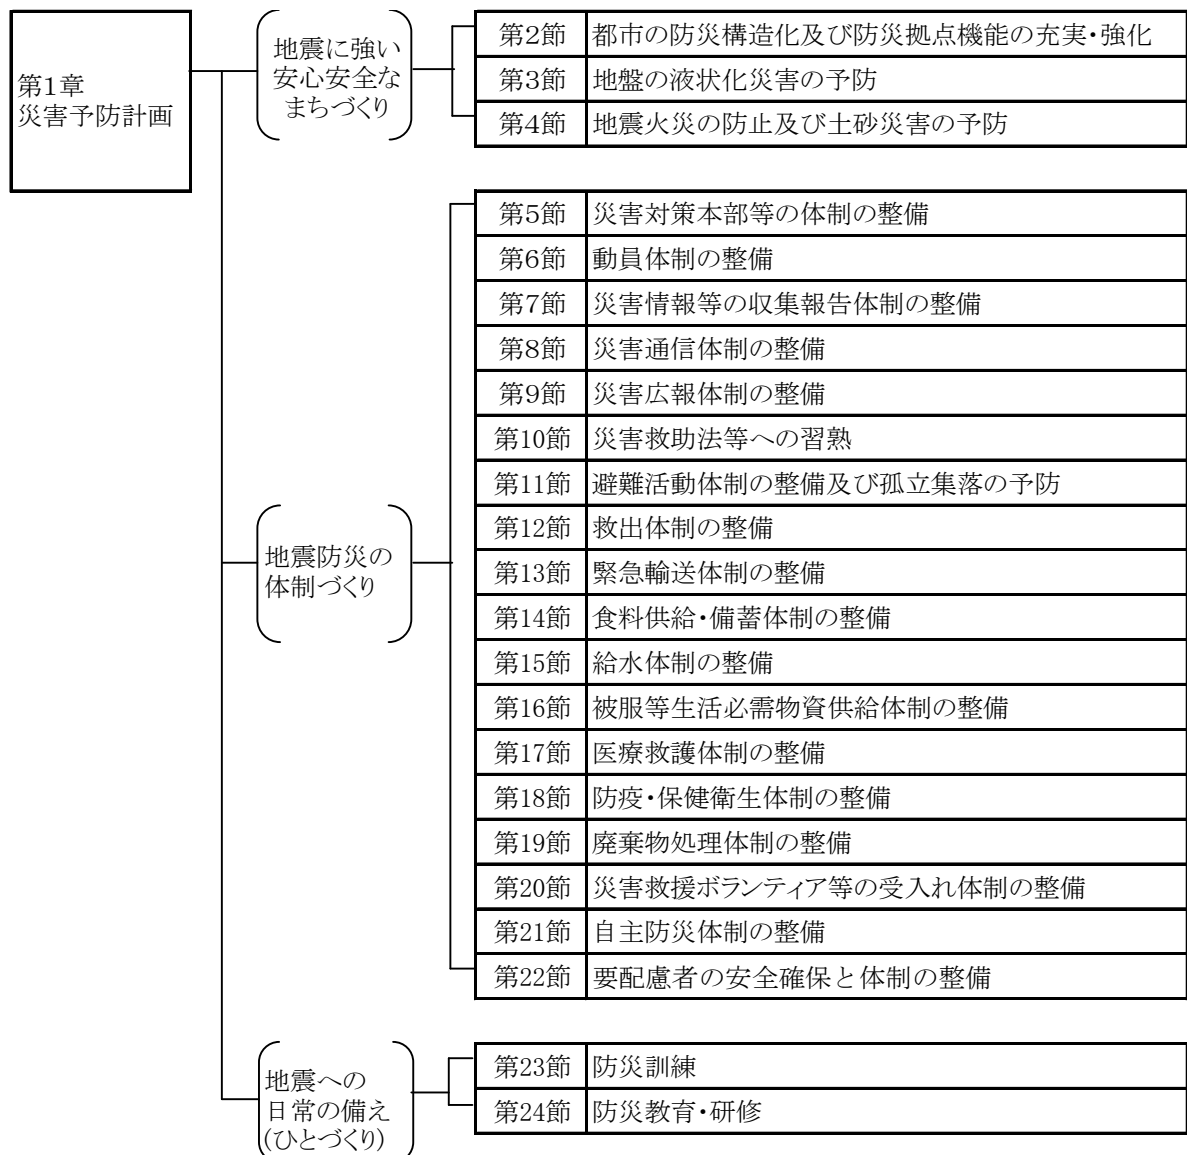 第1章
災害予防計画
地震に強い
安心安全な
まちづくり
第2節 都市の防災構造化及び防災拠点機能の充実・強化
第3節 地盤の液状化災害の予防
第4節 地震火災の防止及び土砂災害の予防
地震防災の
体制づくり
第5節 災害対策本部等の体制の整備
第6節 動員体制の整備
第7節 災害情報等の収集報告体制の整備
第8節 災害通信体制の整備
第9節 災害広報体制の整備
第10節 災害救助法等への習熟
第11節 避難活動体制の整備及び孤立集落の予防
第12節 救出体制の整備
第13節 緊急輸送体制の整備
第14節 食料供給・備蓄体制の整備
第15節 給水体制の整備
第16節 被服等生活必需物資供給体制の整備
第17節 医療救護体制の整備
第18節 防疫・保健衛生体制の整備
第19節 廃棄物処理体制の整備
第20節 災害救援ボランティア等の受入れ体制の整備
第21節 自主防災体制の整備
第22節 要配慮者の安全確保と体制の整備
地震への
日常の備え
(ひとづくり)
第23節 防災訓練
第24節 防災教育・研修